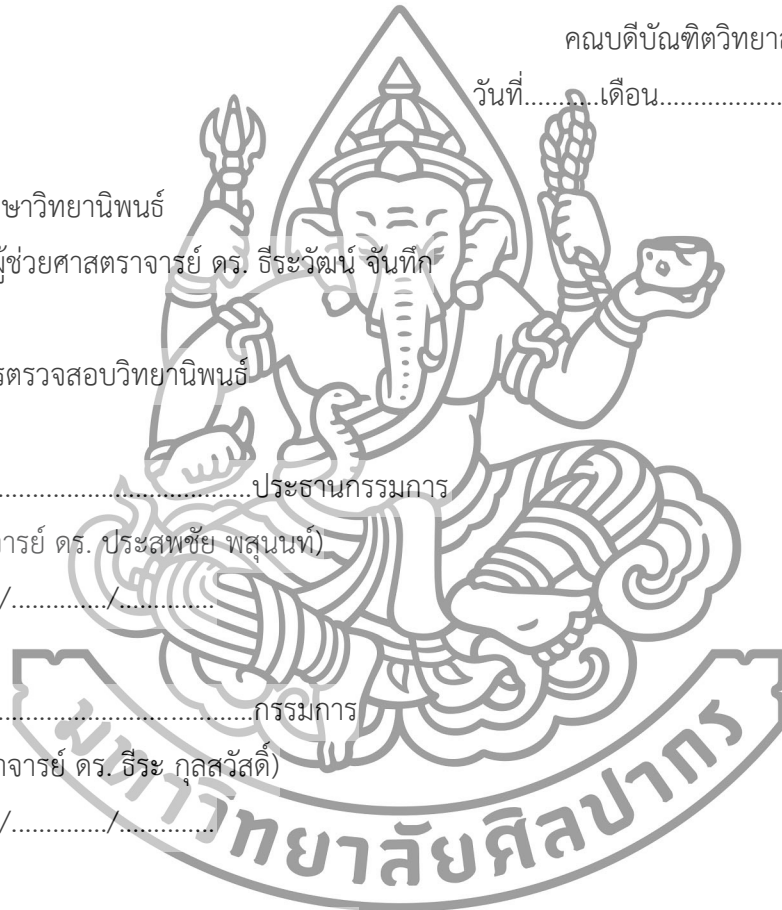 คณบดีบัณฑิตวิทยา
วันที่...........เดือน..................
ษาวิทยานิพนธ์
ผู้ช่วยศาสตราจารย์ ดร. ธีระวัฒน์ จันทึก
รตรวจสอบวิทยานิพนธ์
......................................ประธานกรรมการ
ารย์ ดร. ประสพชัย พสุนนท์)
/............../..............
......................................กรรมการ
าจารย์ ดร. ธีระ กุลสวัสดิ์)
/............../..............
มหาวิทยาลัยศิลปากร